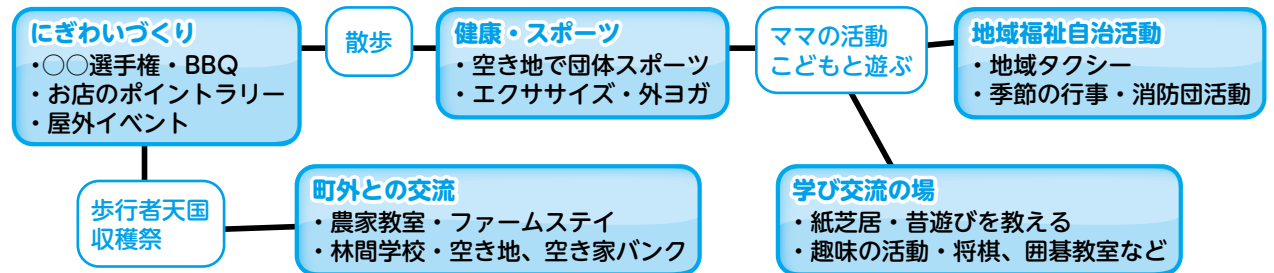 にぎわいづくり
・○○選手権・BBQ
・お店のポイントラリー
・屋外イベント
散歩
健康・スポーツ
・空き地で団体スポーツ
・エクササイズ・外ヨガ
ママの活動
こどもと遊ぶ
地域福祉自治活動
・地域タクシー
・季節の行事・消防団活動
歩行者天国
収穫祭
町外との交流
・農家教室・ファームステイ
・林間学校・空き地、空き家バンク
学び交流の場
・紙芝居・昔遊びを教える
・趣味の活動・将棋、囲碁教室など